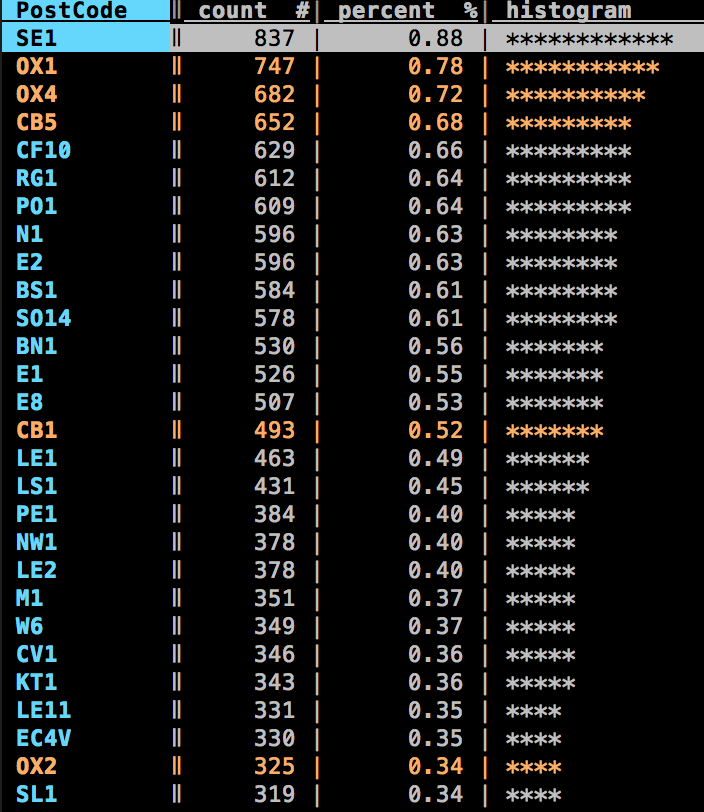 PostCode ‖ count #| percent %| histogram
SE1 ‖ 837 | 0.88 | ************
OX1 ‖ 747 | 0.78 | ***********
OX4 ‖ 682 | 0.72 | **********
CB5 ‖ 652 | 0.68 | *********
CF10 ‖ 629 | 0.66 | *********
RG1 ‖ 612 | 0.64 | *********
PO1 ‖ 609 | 0.64 | *********
N1 ‖ 596 | 0.63 | ********
E2 ‖ 596 | 0.63 | ********
BS1 ‖ 584 | 0.61 | ********
SO14 ‖ 578 | 0.61 | ********
BN1 ‖ 530 | 0.56 | *******
E1 ‖ 526 | 0.55 | *******
E8 ‖ 507 | 0.53 | *******
CB1 ‖ 493 | 0.52 | *******
LE1 ‖ 463 | 0.49 | ******
LS1 ‖ 431 | 0.45 | ******
PE1 ‖ 384 | 0.40 | *****
NW1 ‖ 378 | 0.40 | *****
LE2 ‖ 378 | 0.40 | *****
M1 ‖ 351 | 0.37 | *****
W6 ‖ 349 | 0.37 | *****
CV1 ‖ 346 | 0.36 | *****
KT1 ‖ 343 | 0.36 | *****
LE11 ‖ 331 | 0.35 | ****
EC4V ‖ 330 | 0.35 | ****
OX2 ‖ 325 | 0.34 | ****
SL1 ‖ 319 | 0.34 | ****